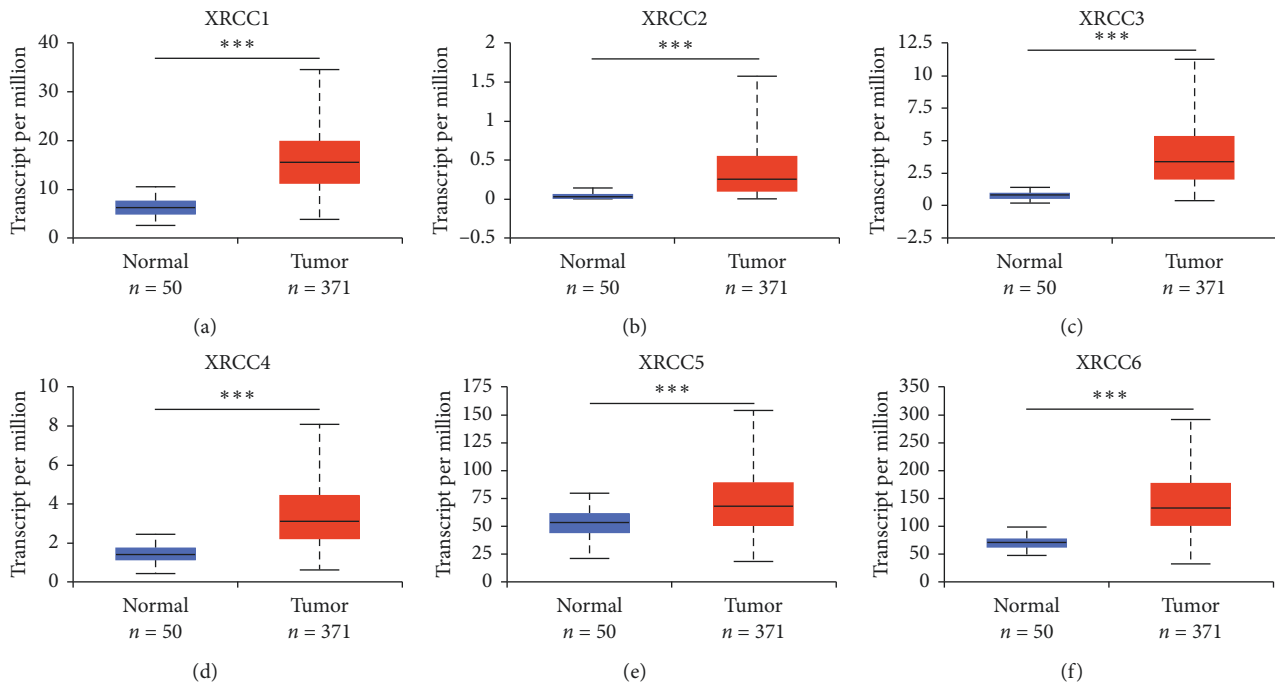 XRCC1
***
Transcript per million
40
30
20
10
0
Normal
n = 50
Tumor
n = 371
(a)
XRCC2
***
Transcript per million
2
1.5
1
0.5
0
–0.5
Normal
n = 50
Tumor
n = 371
(b)
XRCC3
***
Transcript per million
12.5
10
7.5
5
2.5
0
–2.5
Normal
n = 50
Tumor
n = 371
(c)
XRCC4
***
Transcript per million
10
8
6
4
2
0
Normal
n = 50
Tumor
n = 371
(d)
XRCC5
***
Transcript per million
175
150
125
100
75
50
25
0
Normal
n = 50
Tumor
n = 371
(e)
XRCC6
***
Transcript per million
350
300
250
200
150
100
50
0
Normal
n = 50
Tumor
n = 371
(f)